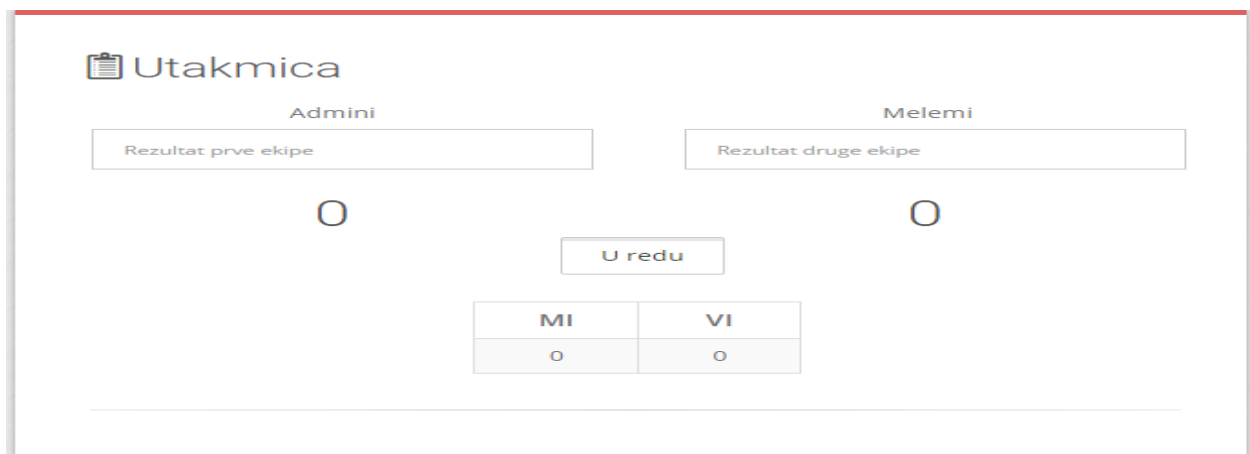 Utakmica
Admini Melemi
Rezultat prve ekipe Rezultat druge ekipe
0 0
U redu
MI VI
0 0